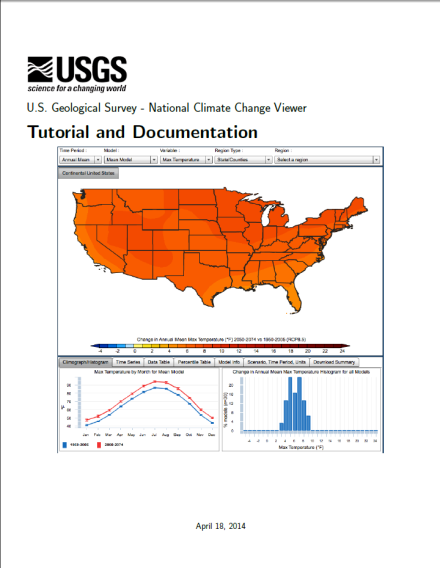 USGS
science for a changing world
U.S. Geological Survey - National Climate Change Viewer
Tutorial and Documentation
Time Period : Model : Variable : Region Type : Region :
Annual Mean Mean Model Max Temperature State/Counties Select a region
Continental United States
Change in Annual Mean Max Temperature (°F) 2050-2074 vs 1950-2005 (RCP8.5)
-4 -2 0 2 4 6 8 10 12 14 16 18 20 22 24
Climograph/Histogram Time Series Data Table Percentile Table Model Info Scenario, Time Period, Units Download Summary
Max Temperature by Month for Mean Model
Jan Feb Mar Apr May Jun Jul Aug Sep Oct Nov Dec
2050-2074
Change in Annual Mean Max Temperature Histogram for all Models
Max Temperature (°F)
April 18, 2014